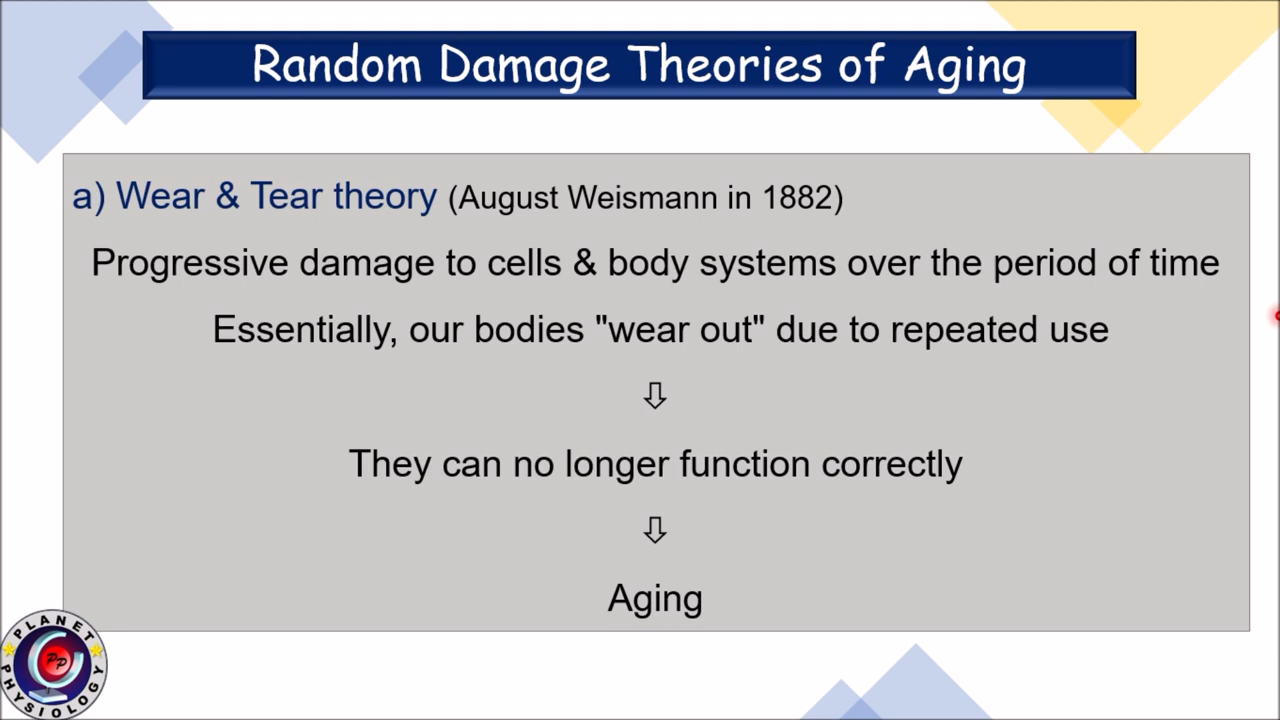 Random Damage Theories of Aging
a) Wear & Tear theory (August Weismann in 1882)
Progressive damage to cells & body systems over the period of time
Essentially, our bodies "wear out" due to repeated use
⇩
They can no longer function correctly
⇩
Aging
PLANET
PP
PHYSIOLOGY